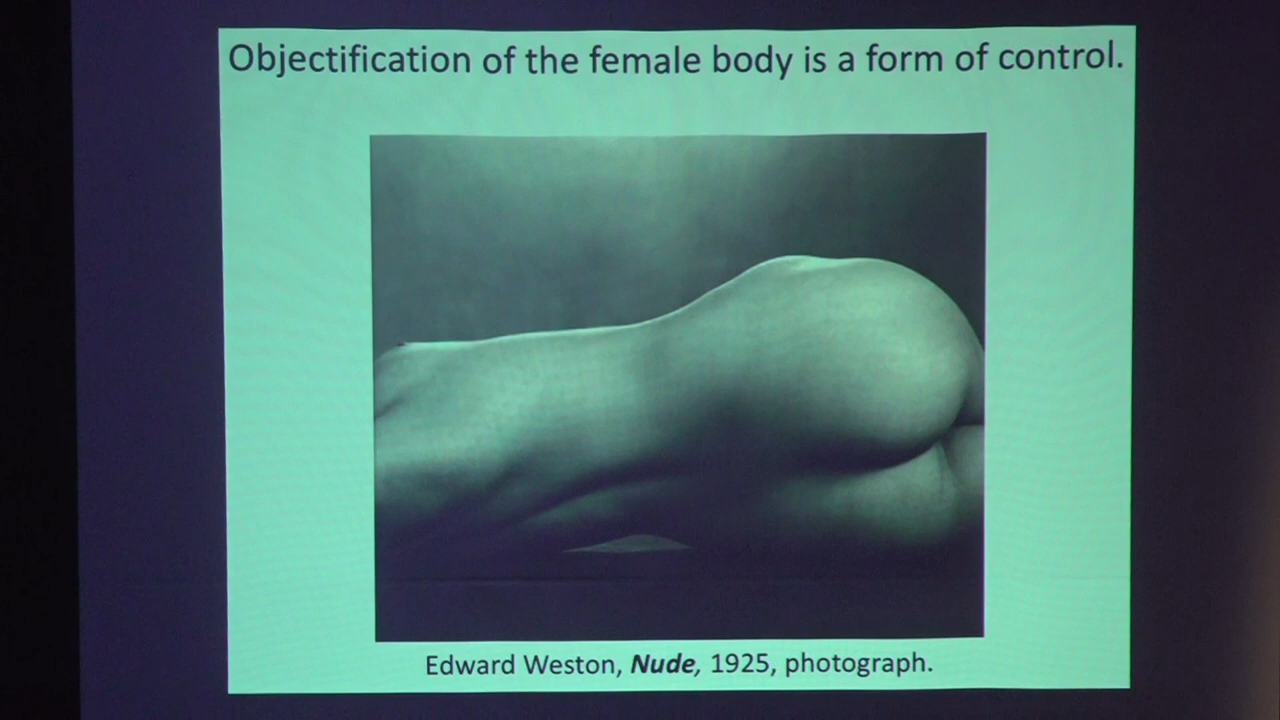 Objectification of the female body is a form of control.
Edward Weston, Nude, 1925, photograph.